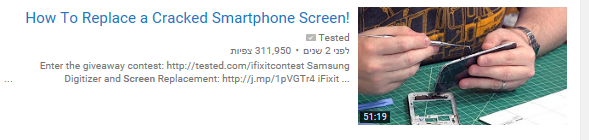 How To Replace a Cracked Smartphone Screen!
Tested
לפני 2 שנים • 311,950 צפיות
Enter the giveaway contest: http://tested.com/ifixitcontest Samsung
Digitizer and Screen Replacement: http://j.mp/1pVGTr4 iFixit ...
...
51:19